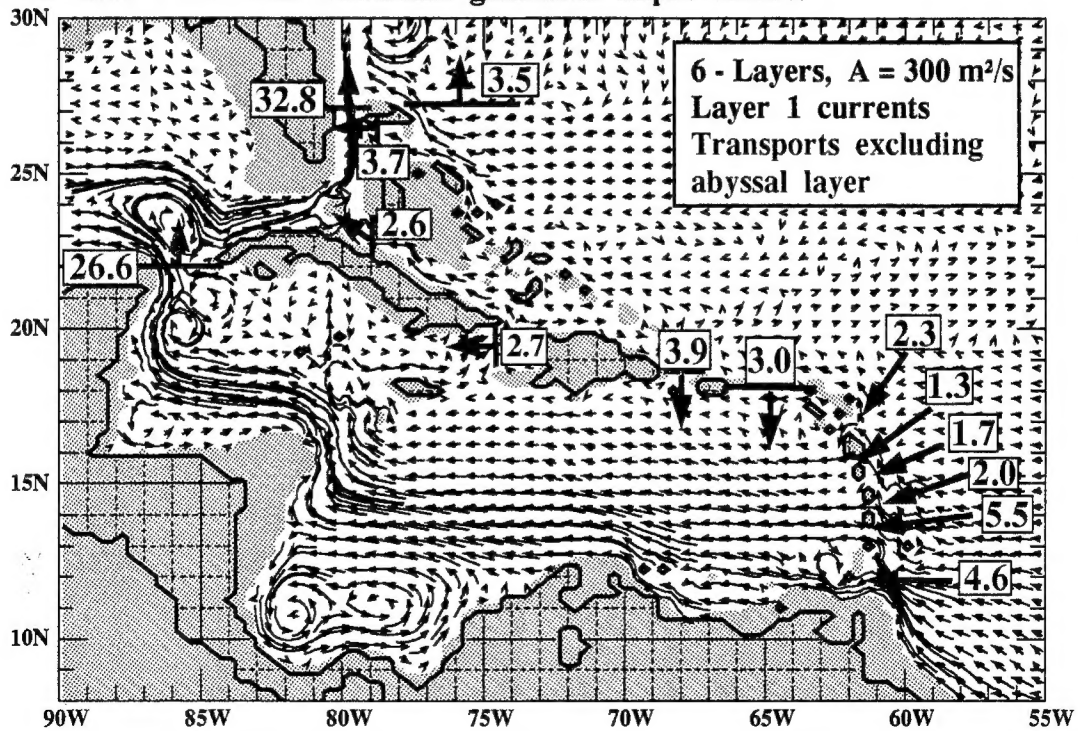 30N
25N
20N
15N
10N
90W 85W 80W 75W 70W 65W 60W 55W
6 - Layers, A = 300 m²/s
Layer 1 currents
Transports excluding
abyssal layer
32.8
3.5
3.7
2.6
26.6
2.7
3.9
3.0
2.3
1.3
1.7
2.0
5.5
4.6